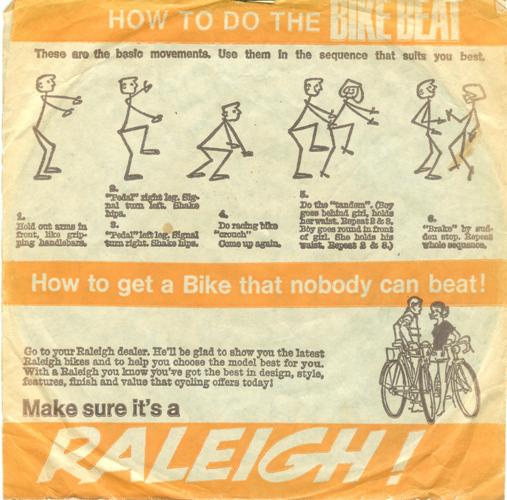 HOW TO DO THE BIKE BEAT
These are the basic movements. Use them in the sequence that suits you best.
1.
Hold out arms in
front, like grip-
ping handlebars.
2.
"Pedal" right leg. Sig-
nal turn left. Shake
hips.
3.
"Pedal" left leg. Signal
turn right. Shake hips.
4.
Do racing bike
"crouch"
Come up again.
5.
Do the "tandem". (Boy
goes behind girl, holds
her waist. Repeat 2 & 3.
Boy goes round in front
of girl. She holds his
waist. Repeat 2 & 3.)
6.
"Brake" by sud-
den stop. Repeat
whole sequence.
How to get a Bike that nobody can beat!
Go to your Raleigh dealer. He'll be glad to show you the latest
Raleigh bikes and to help you choose the model best for you.
With a Raleigh you know you've got the best in design, style,
features, finish and value that cycling offers today!
Make sure it's a
RALEIGH!